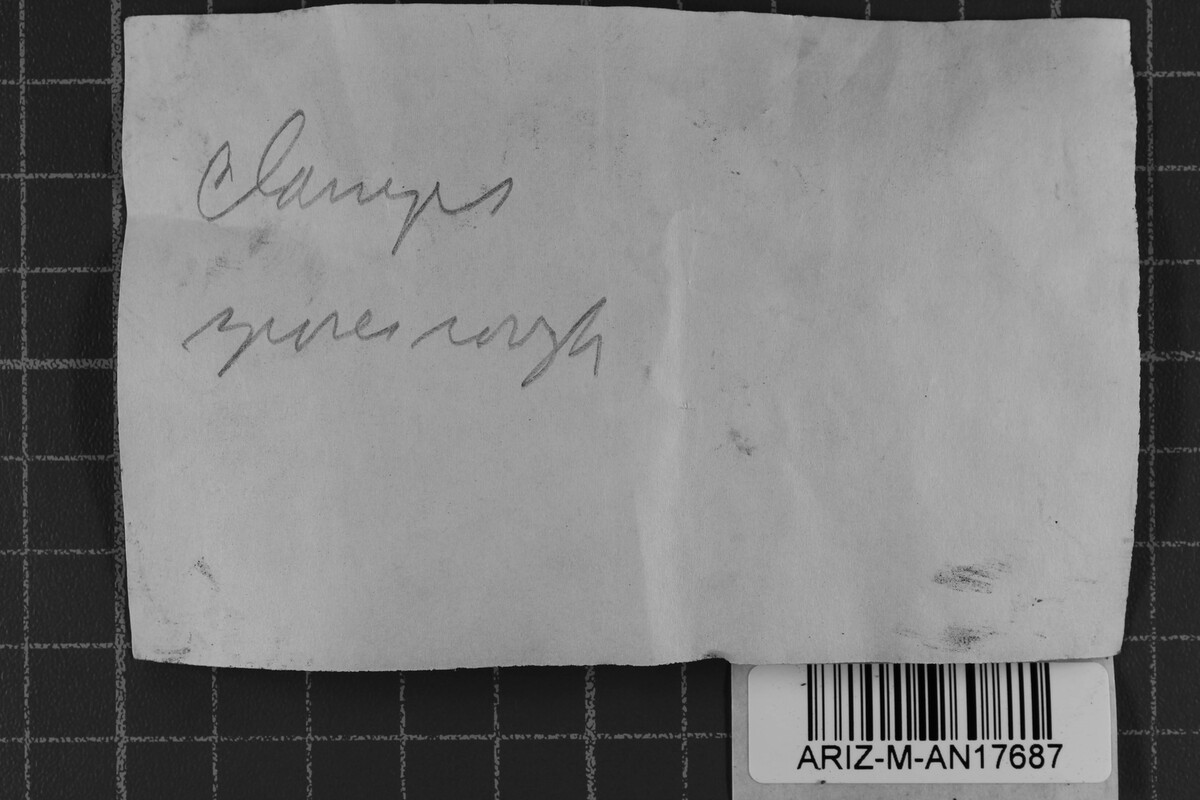 clamps
spores rough
ARIZ-M-AN17687